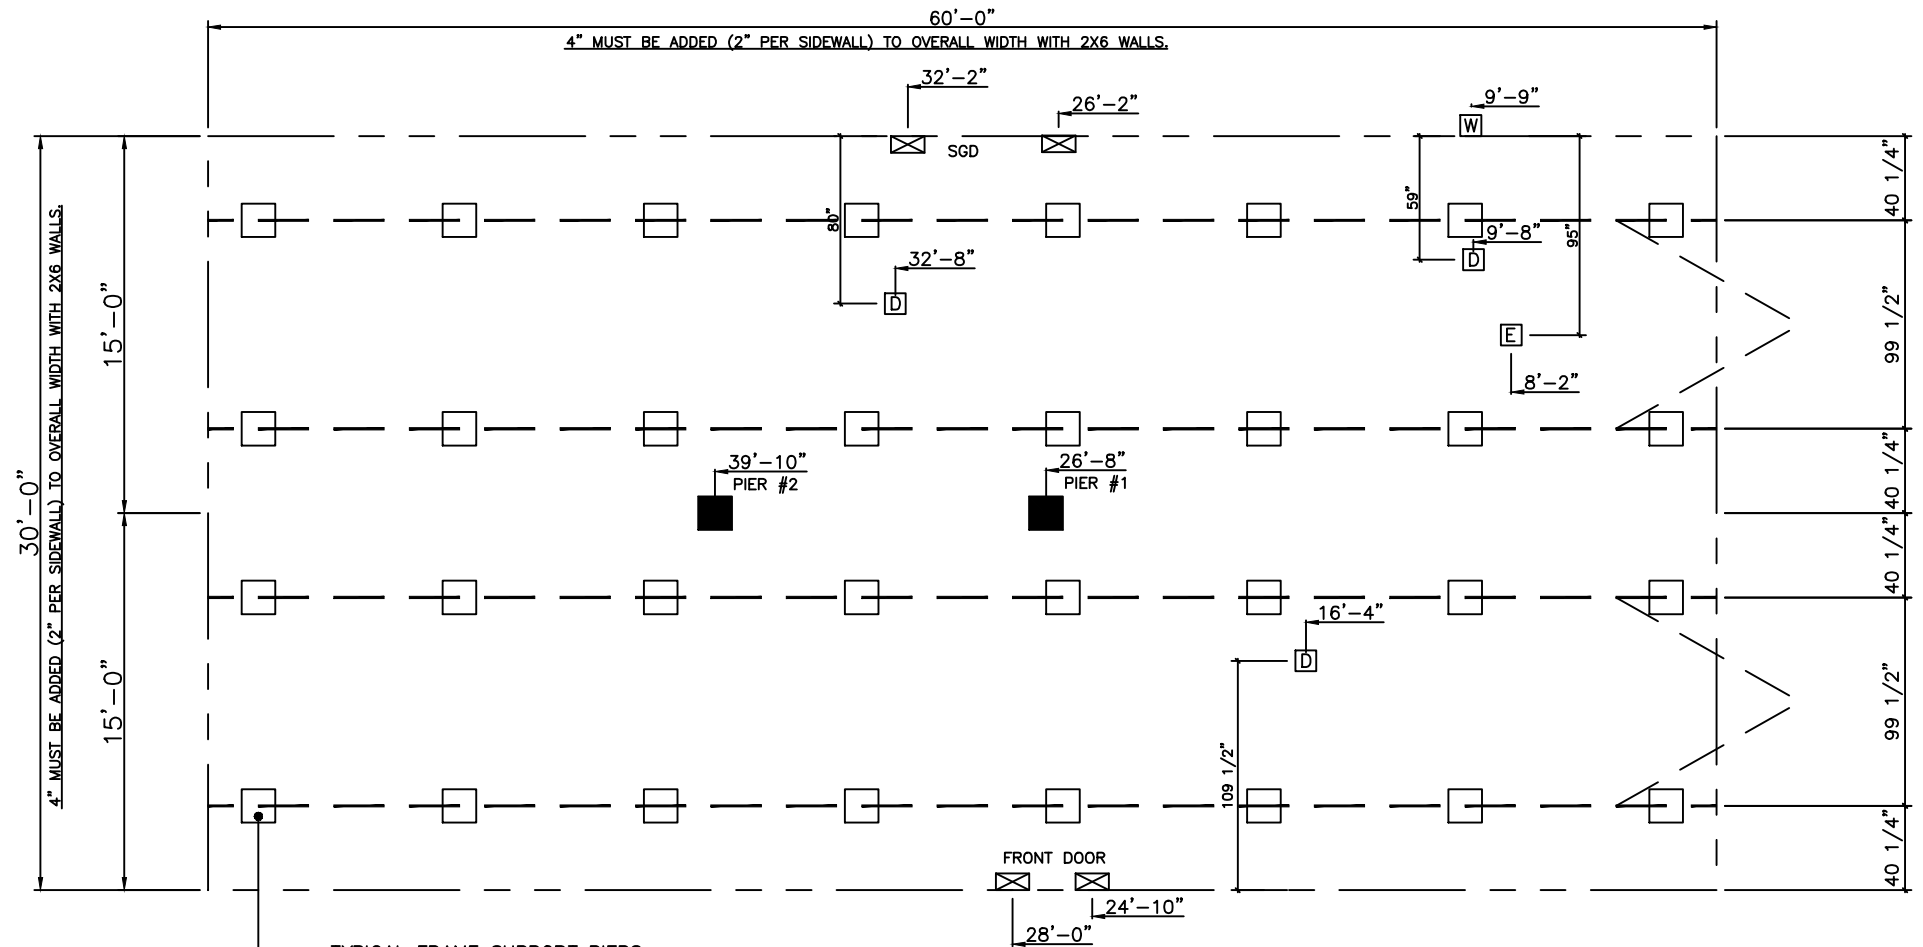 60'-0"
4" MUST BE ADDED (2" PER SIDEWALL) TO OVERALL WIDTH WITH 2X6 WALLS.
32'-2"
26'-2"
9'-9"
W
SGD
40 1/4"
59"
80"
9'-8"
95"
D
32'-8"
D
15'-0"
99 1/2"
E
8'-2"
30'-0"
4" MUST BE ADDED (2" PER SIDEWALL) TO OVERALL WIDTH WITH 2X6 WALLS.
39'-10"
PIER #2
26'-8"
PIER #1
40 1/4"
40 1/4"
16'-4"
D
15'-0"
99 1/2"
109 1/2"
FRONT DOOR
40 1/4"
24'-10"
28'-0"
TYPICAL FRAME SUPPORT PIERS